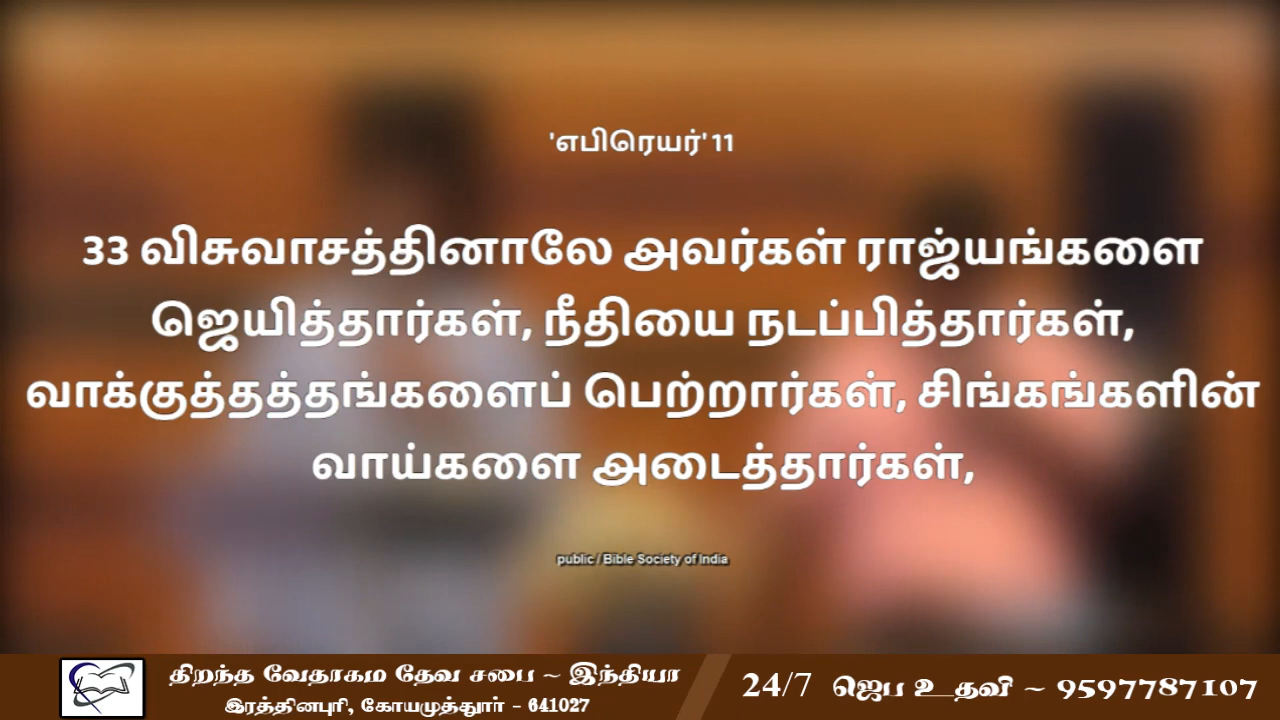 'எபிரெயர்' 11
33 விசுவாசத்தினாலே அவர்கள் ராஜ்யங்களை
ஜெயித்தார்கள், நீதியை நடப்பித்தார்கள்,
வாக்குத்தத்தங்களைப் பெற்றார்கள், சிங்கங்களின்
வாய்களை அடைத்தார்கள்,
public / Bible Society of India
திறந்த வேதாகம தேவ சபை ~ இந்தியா
இரத்தினபுரி, கோயமுத்தூர் - 641027
24/7 ஜெப உதவி ~ 9597787107